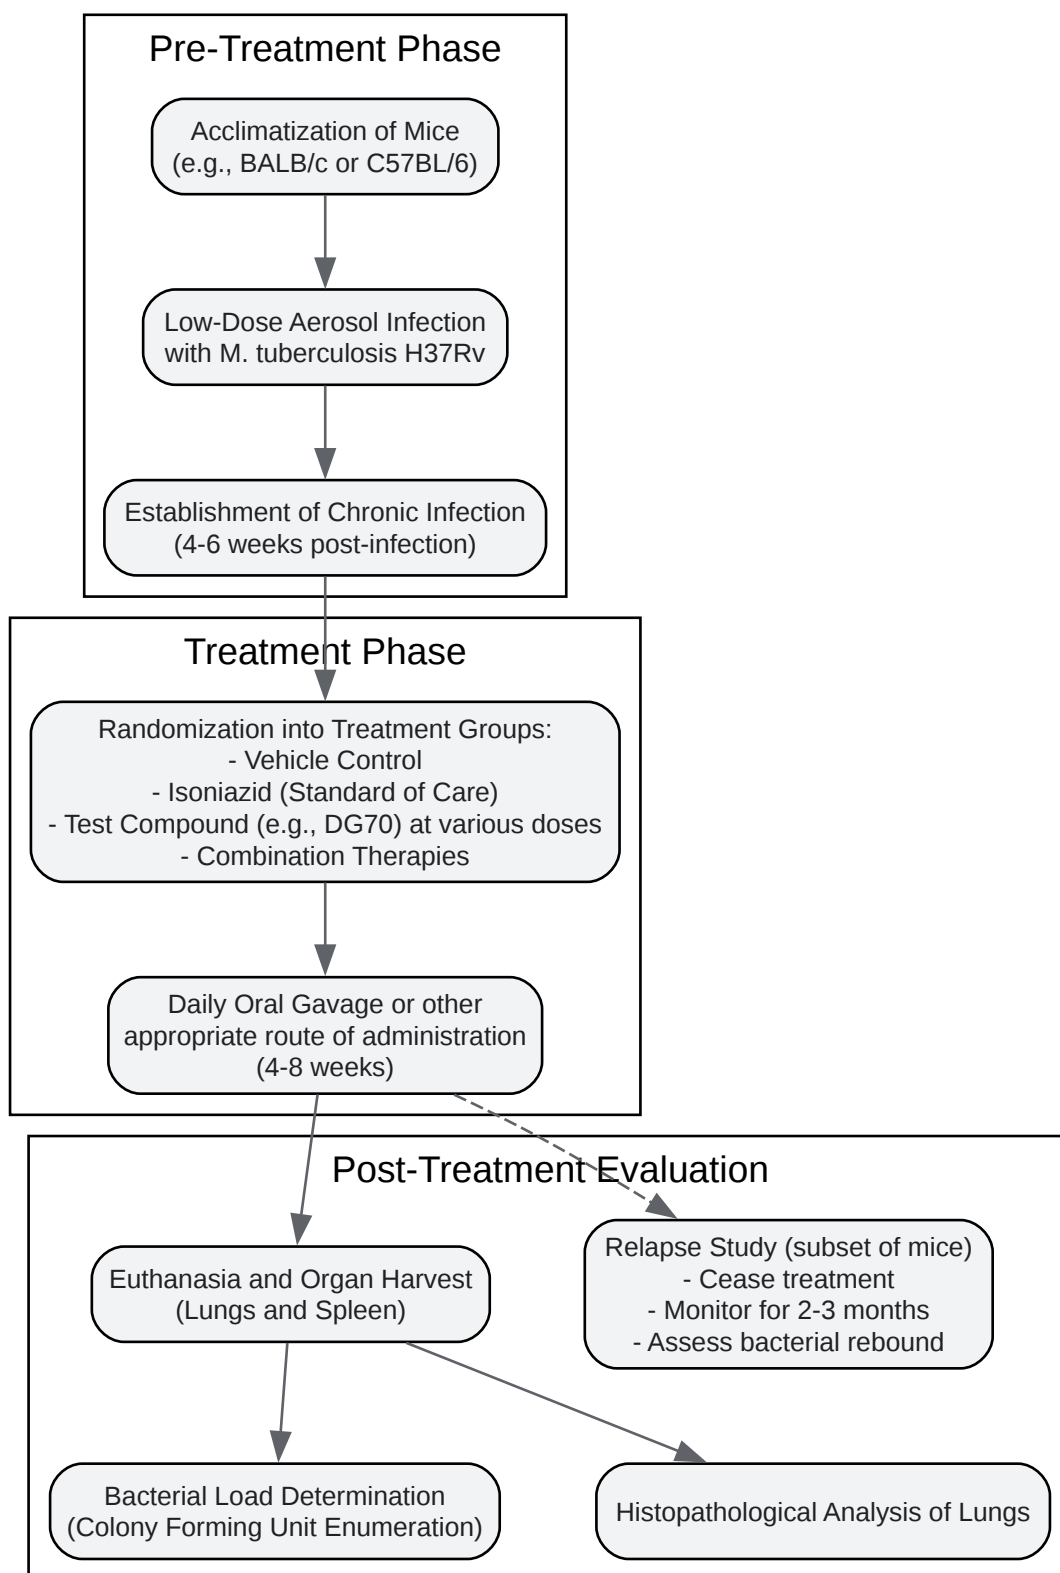 Pre-Treatment Phase
Acclimatization of Mice
(e.g., BALB/c or C57BL/6)
Low-Dose Aerosol Infection
with M. tuberculosis H37Rv
Establishment of Chronic Infection
(4-6 weeks post-infection)
Treatment Phase
Randomization into Treatment Groups:
- Vehicle Control
- Isoniazid (Standard of Care)
- Test Compound (e.g., DG70) at various doses
- Combination Therapies
Daily Oral Gavage or other
appropriate route of administration
(4-8 weeks)
Post-Treatment Evaluation
Euthanasia and Organ Harvest
(Lungs and Spleen)
Relapse Study (subset of mice)
- Cease treatment
- Monitor for 2-3 months
- Assess bacterial rebound
Bacterial Load Determination
(Colony Forming Unit Enumeration)
Histopathological Analysis of Lungs